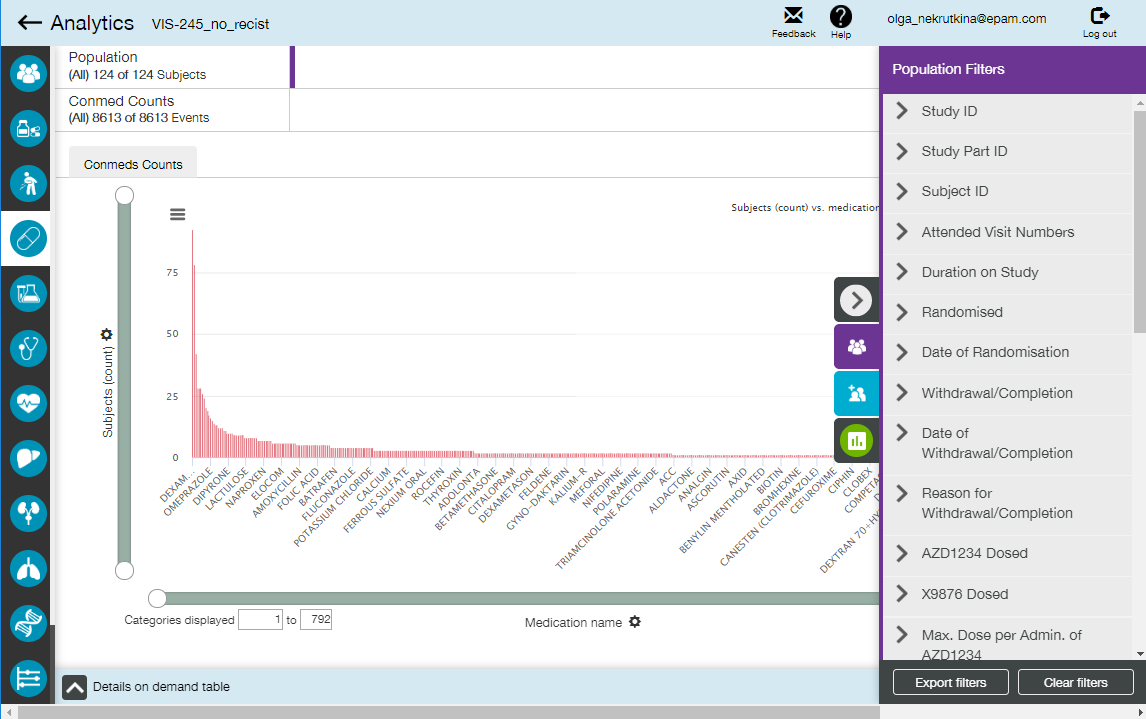 Analytics
VIS-245_no_recist
Feedback
Help
olga_nekrutkina@epam.com
Log out
Population
(All) 124 of 124 Subjects
Conmed Counts
(All) 8613 of 8613 Events
Conmeds Counts
Subjects (count) vs. medication
75
50
25
0
Subjects (count)
DEXAM…
OMEPRAZOLE
DIPYRONE
LACTULOSE
NAPROXEN
ELOCOM
AMOXYCILLIN
FOLIC ACID
BATRAFEN
FLUCONAZOLE
POTASSIUM CHLORIDE
CALCIUM
FERROUS SULFATE
NEXIUM ORAL
ROCEFIN
THYROXIN
ADOLONTA
BETAMETHASONE
CITALOPRAM
DEXAMETASON
FELDENE
GYNO-DAKTARIN
KALIUM-R
MEFORAL
NIFEDIPINE
POLARAMINE
TRIAMCINOLONE ACETONIDE
ACC
ALDACTONE
ANALGIN
ASCORUTIN
AXID
BENYLIN MENTHOLATED
BIOTIN
BROMHEXINE
CANESTEN (CLOTRIMAZOLE)
CEFUROXIME
CIPHIN
CLOBEX
COMPETA
DEXTRAN 70+HY
Categories displayed 1 to 792
Medication name
Details on demand table
Population Filters
Study ID
Study Part ID
Subject ID
Attended Visit Numbers
Duration on Study
Randomised
Date of Randomisation
Withdrawal/Completion
Date of
Withdrawal/Completion
Reason for
Withdrawal/Completion
AZD1234 Dosed
X9876 Dosed
Max. Dose per Admin. of
AZD1234
Export filters
Clear filters